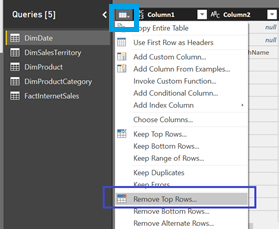 Queries [5]
DimDate
DimSalesTerritory
DimProduct
DimProductCategory
FactInternetSales
Column1
Column2
Copy Entire Table
null
Use First Row as Headers
null
Add Custom Column...
Add Column From Examples...
Invoke Custom Function...
Add Conditional Column...
Add Index Column
Choose Columns...
Keep Top Rows...
Keep Bottom Rows...
Keep Range of Rows...
Keep Duplicates
Keep Errors
Remove Top Rows...
Remove Bottom Rows...
Remove Alternate Rows...